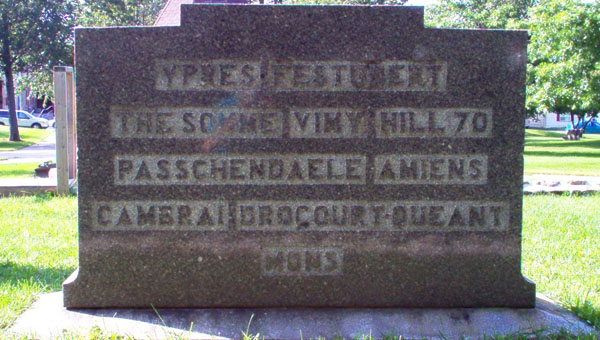 YPRES FESTUBERT
THE SOMME VIMY HILL 70
PASSCHENDAELE AMIENS
CAMBRAI DROCOURT-QUEANT
MONS